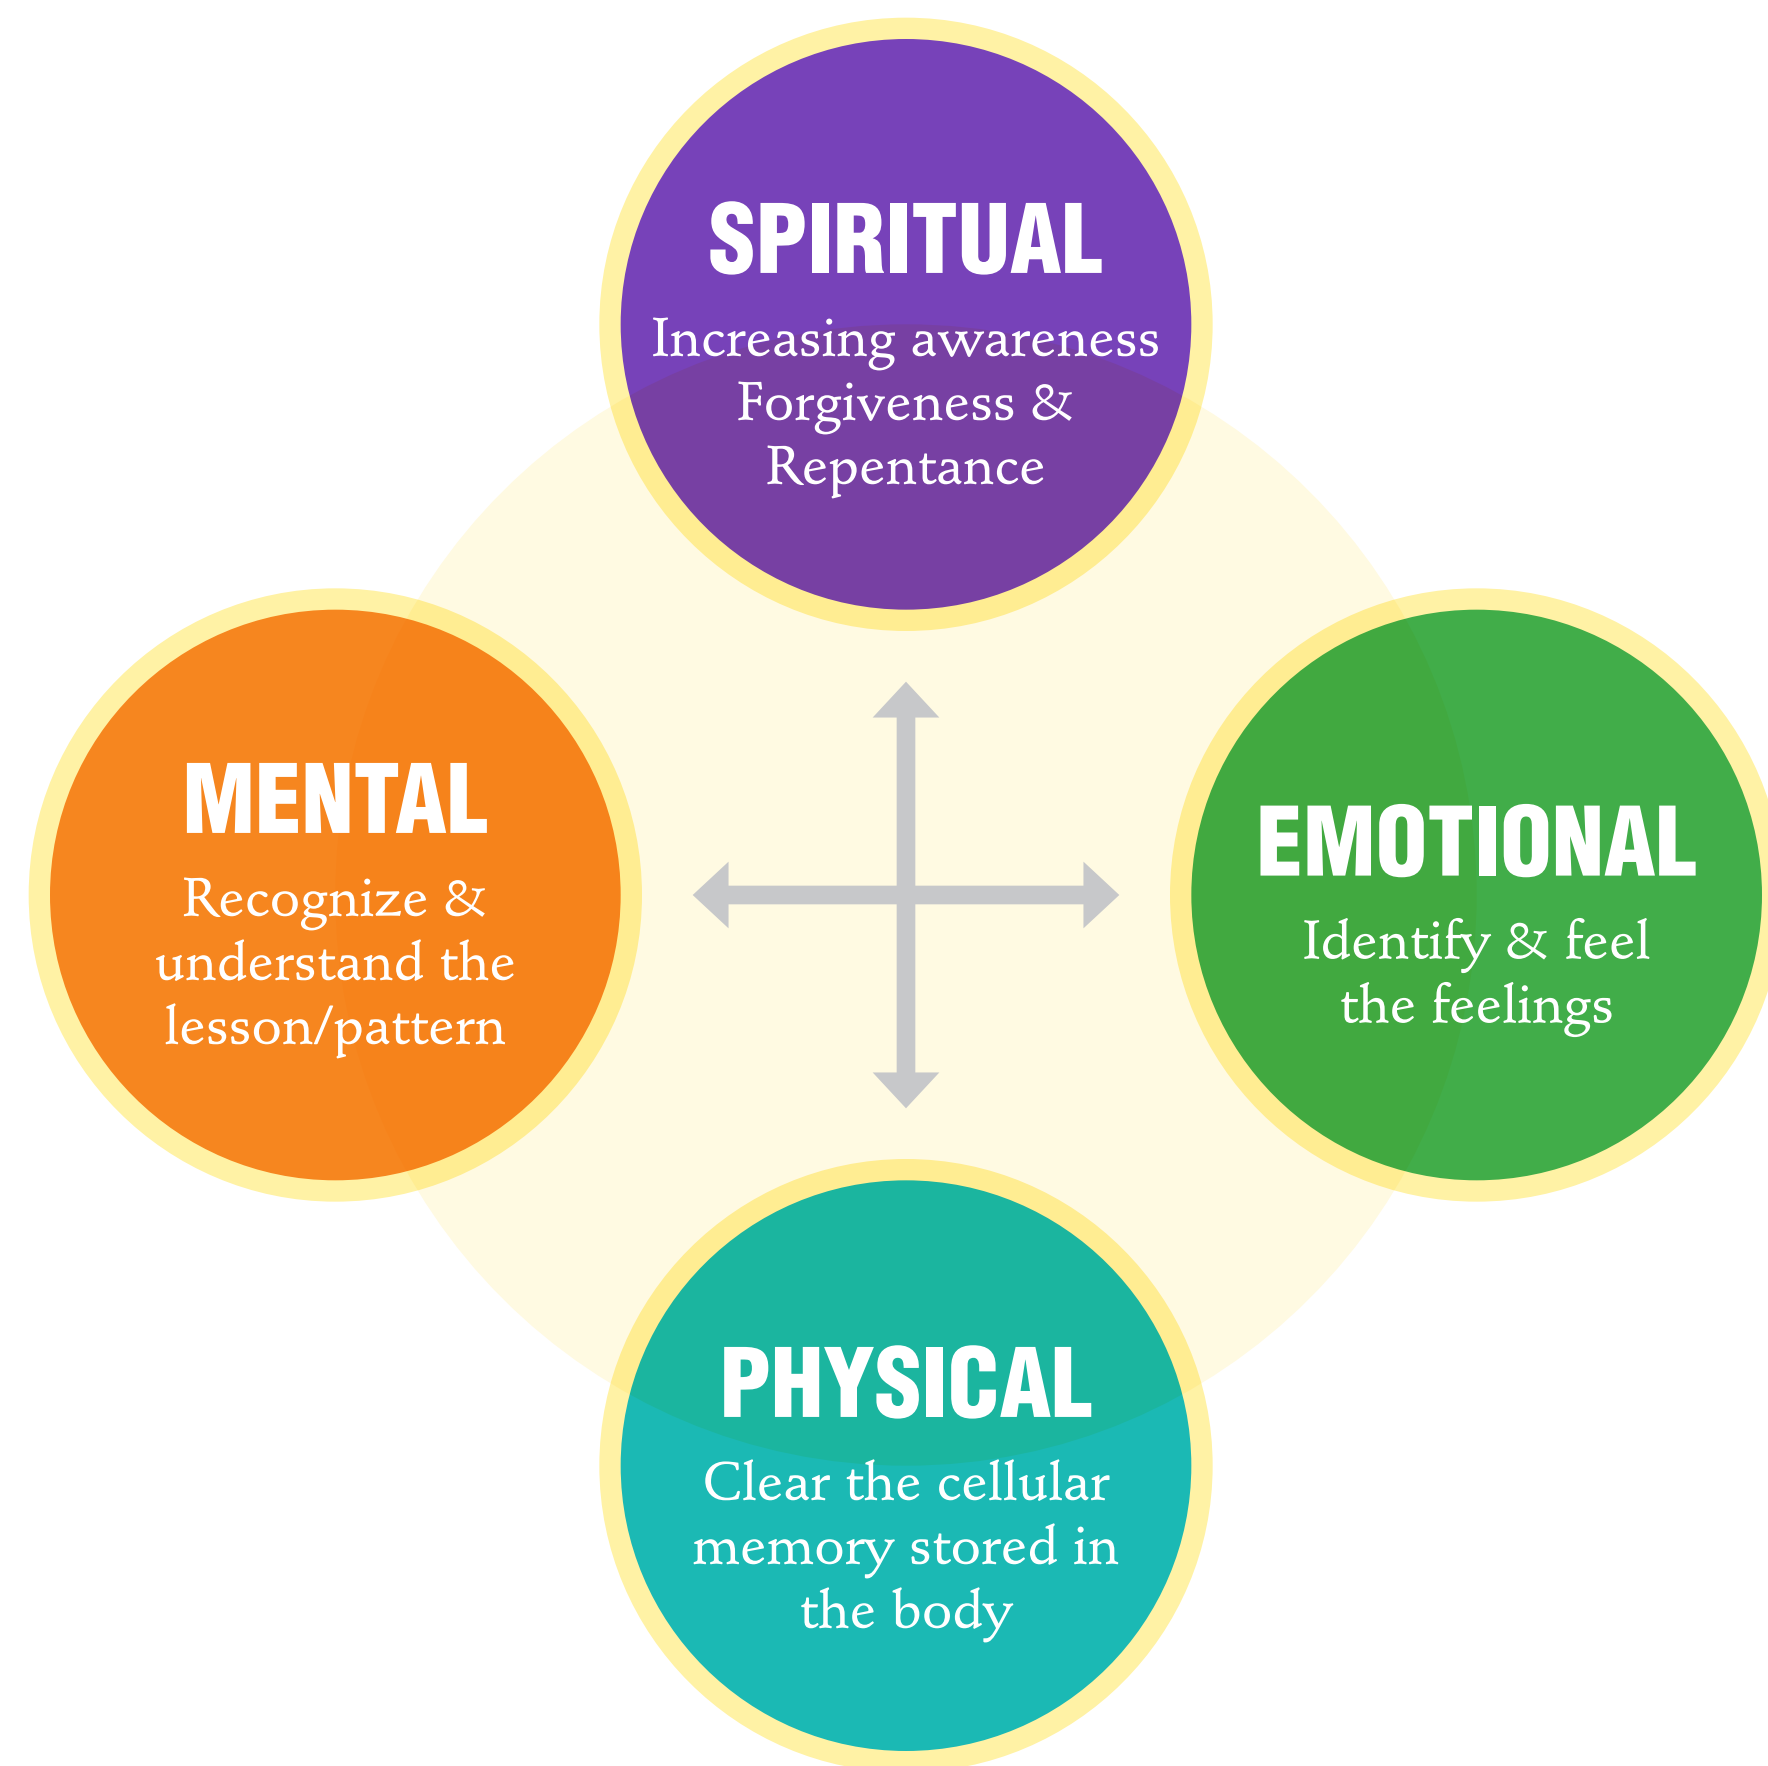 SPIRITUAL
Increasing awareness
Forgiveness &
Repentance
MENTAL
Recognize &
understand the
lesson/pattern
EMOTIONAL
Identify & feel
the feelings
PHYSICAL
Clear the cellular
memory stored in
the body